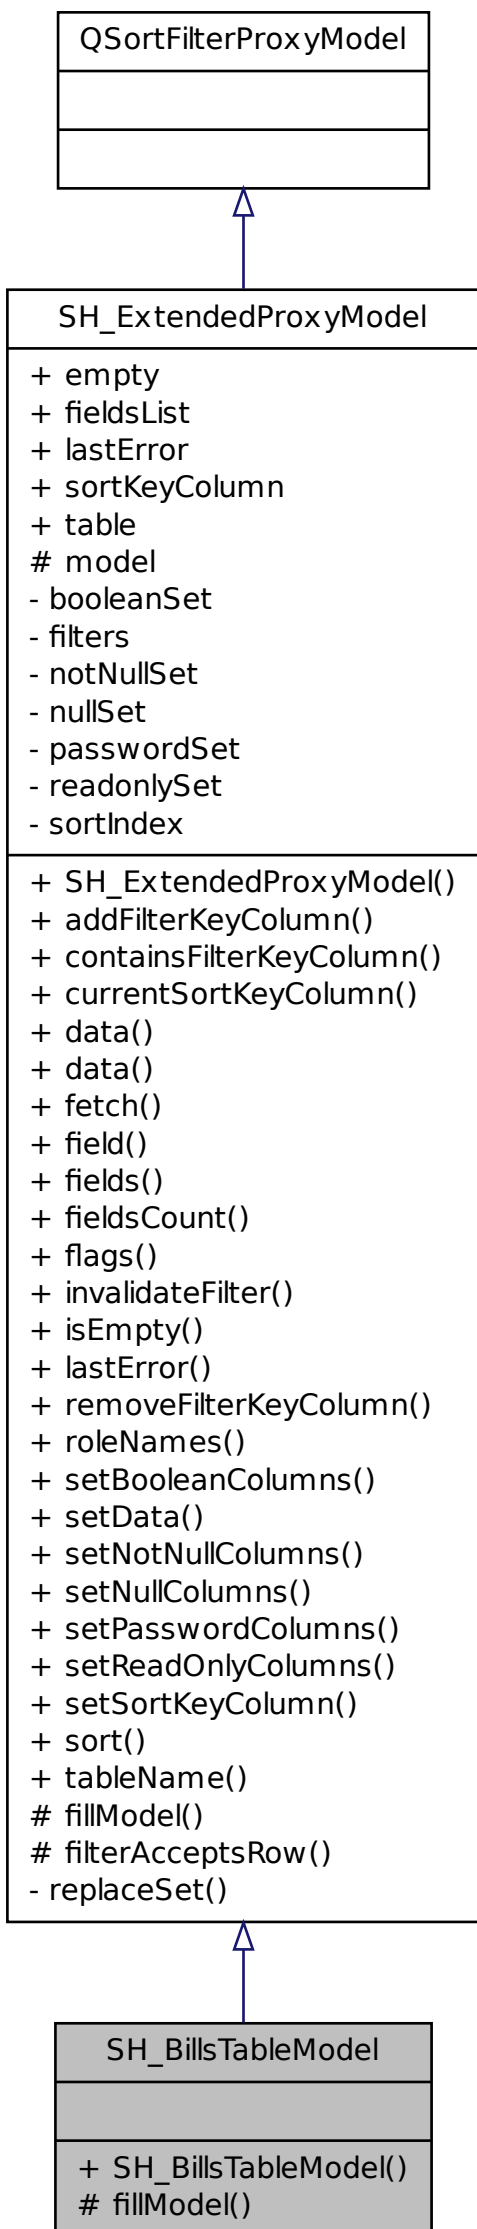 QSortFilterProxyModel
SH_ExtendedProxyModel
+ empty
+ fieldsList
+ lastError
+ sortKeyColumn
+ table
# model
- booleanSet
- filters
- notNullSet
- nullSet
- passwordSet
- readonlySet
- sortIndex
+ SH_ExtendedProxyModel()
+ addFilterKeyColumn()
+ containsFilterKeyColumn()
+ currentSortKeyColumn()
+ data()
+ data()
+ fetch()
+ field()
+ fields()
+ fieldsCount()
+ flags()
+ invalidateFilter()
+ isEmpty()
+ lastError()
+ removeFilterKeyColumn()
+ roleNames()
+ setBooleanColumns()
+ setData()
+ setNotNullColumns()
+ setNullColumns()
+ setPasswordColumns()
+ setReadOnlyColumns()
+ setSortKeyColumn()
+ sort()
+ tableName()
# fillModel()
# filterAcceptsRow()
- replaceSet()
SH_BillsTableModel
+ SH_BillsTableModel()
# fillModel()